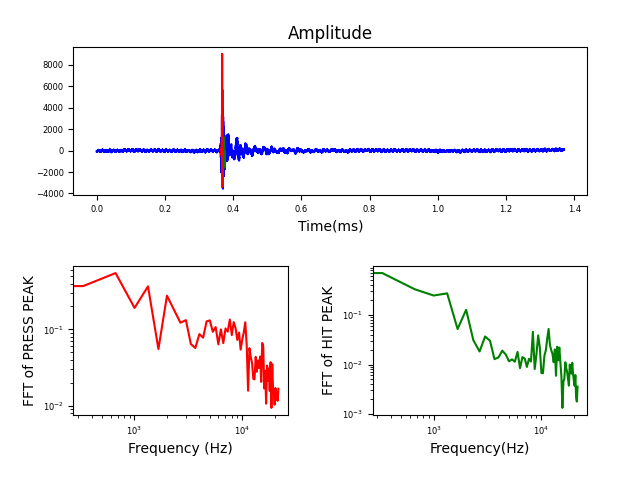 Amplitude
8000
6000
4000
2000
0
−2000
−4000
0.0 0.2 0.4 0.6 0.8 1.0 1.2 1.4
Time(ms)
FFT of PRESS PEAK
10⁻¹
10⁻²
10³ 10⁴
Frequency (Hz)
FFT of HIT PEAK
10⁻¹
10⁻²
10⁻³
10³ 10⁴
Frequency(Hz)